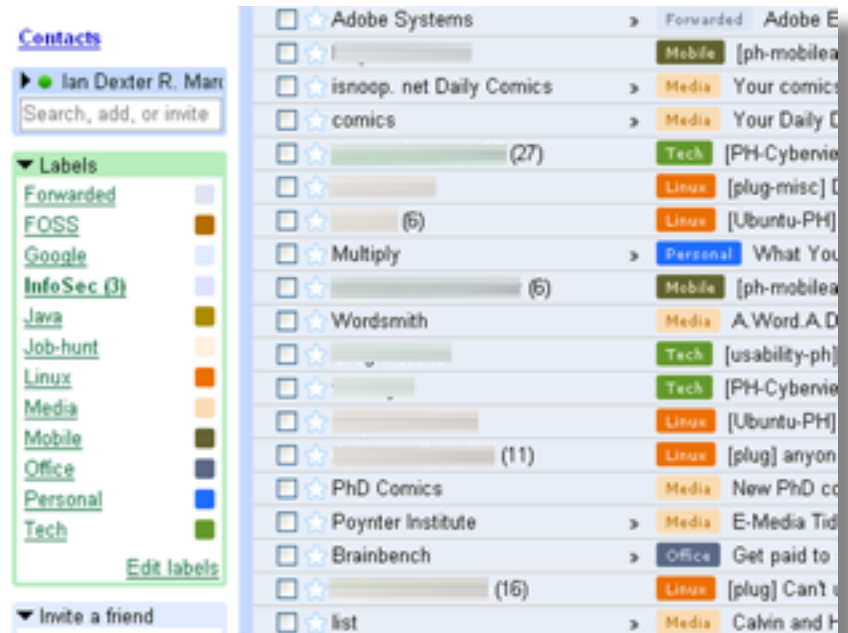 Contacts
Ian Dexter R. Marc
Search, add, or invite
Labels
Forwarded
FOSS
Google
InfoSec (3)
Java
Job-hunt
Linux
Media
Mobile
Office
Personal
Tech
Edit labels
Invite a friend
Adobe Systems » Forwarded Adobe E
Mobile [ph-mobilea
isnoop. net Daily Comics » Media Your comics
comics » Media Your Daily D
(27) Tech [PH-Cybervie
Linux [plug-misc] D
(6) Linux [Ubuntu-PH]
Multiply » Personal What You
(6) Mobile [ph-mobilea
Wordsmith Media A.Word.A.D
Tech [usability-ph]
Tech [PH-Cybervie
Linux [Ubuntu-PH]
(11) Linux [plug] anyon
PhD Comics Media New PhD co
Poynter Institute » Media E-Media Tid
Brainbench » Office Get paid to
(16) Linux [plug] Can't u
list » Media Calvin and H